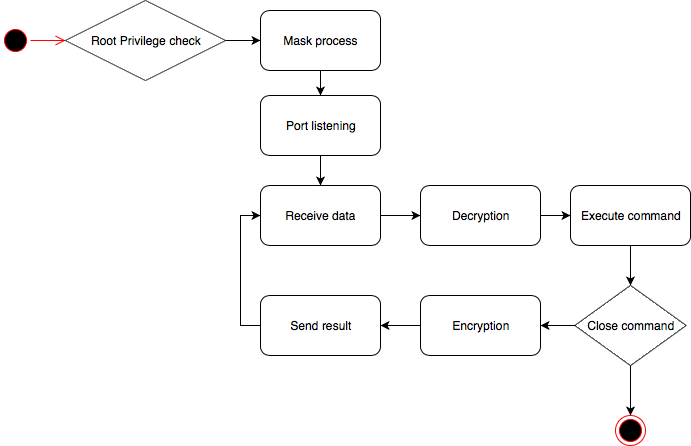 Root Privilege check
Mask process
Port listening
Receive data
Decryption
Execute command
Send result
Encryption
Close command